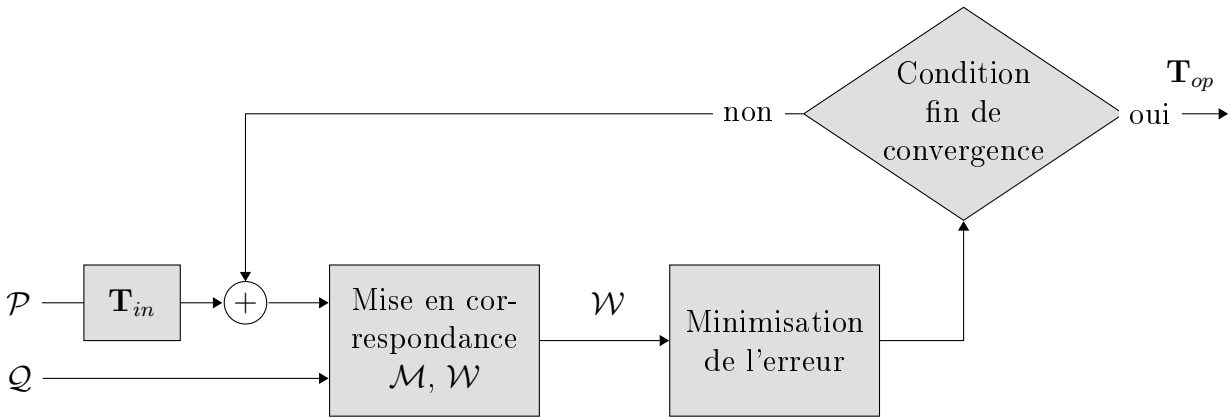 Condition
fin de
convergence
non
oui
T_op
P
T_in
+
Mise en cor-
respondance
M, W
W
Minimisation
de l'erreur
Q